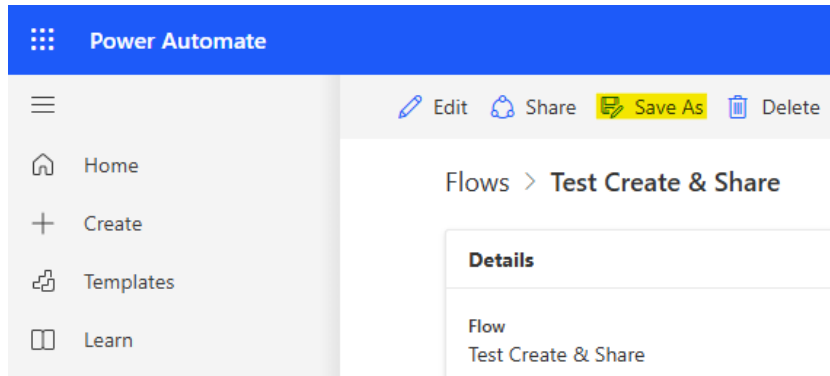 Power Automate
Edit Share Save As Delete
Home
Flows > Test Create & Share
Create
Details
Templates
Flow
Learn
Test Create & Share